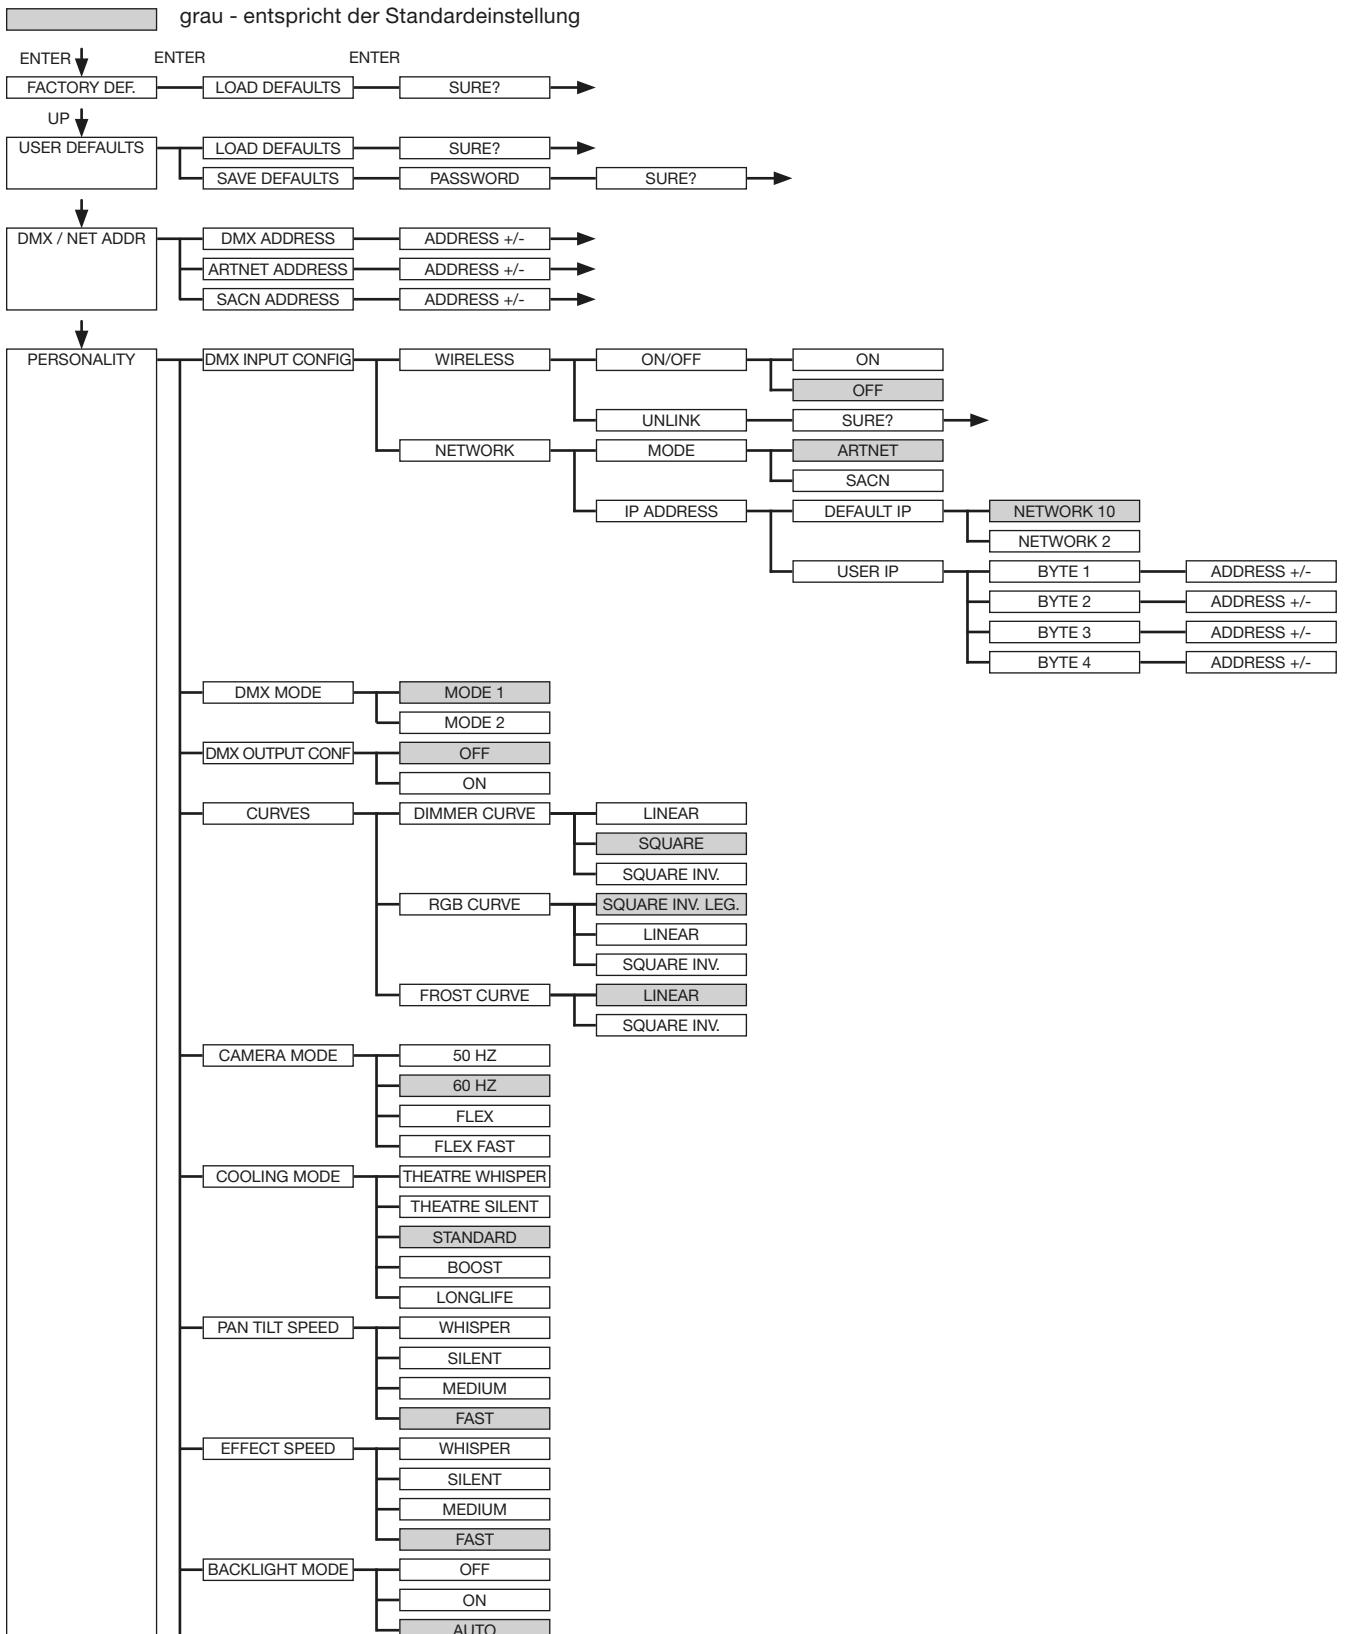 grau - entspricht der Standardeinstellung
ENTER ENTER ENTER
FACTORY DEF. LOAD DEFAULTS SURE?
UP
USER DEFAULTS LOAD DEFAULTS SURE?
SAVE DEFAULTS PASSWORD SURE?
DMX / NET ADDR DMX ADDRESS ADDRESS +/-
ARTNET ADDRESS ADDRESS +/-
SACN ADDRESS ADDRESS +/-
PERSONALITY DMX INPUT CONFIG WIRELESS ON/OFF ON
OFF
UNLINK SURE?
NETWORK MODE ARTNET
SACN
IP ADDRESS DEFAULT IP NETWORK 10
NETWORK 2
USER IP BYTE 1 ADDRESS +/-
BYTE 2 ADDRESS +/-
BYTE 3 ADDRESS +/-
BYTE 4 ADDRESS +/-
DMX MODE MODE 1
MODE 2
DMX OUTPUT CONF OFF
ON
CURVES DIMMER CURVE LINEAR
SQUARE
SQUARE INV.
RGB CURVE SQUARE INV. LEG.
LINEAR
SQUARE INV.
FROST CURVE LINEAR
SQUARE INV.
CAMERA MODE 50 HZ
60 HZ
FLEX
FLEX FAST
COOLING MODE THEATRE WHISPER
THEATRE SILENT
STANDARD
BOOST
LONGLIFE
PAN TILT SPEED WHISPER
SILENT
MEDIUM
FAST
EFFECT SPEED WHISPER
SILENT
MEDIUM
FAST
BACKLIGHT MODE OFF
ON
AUTO